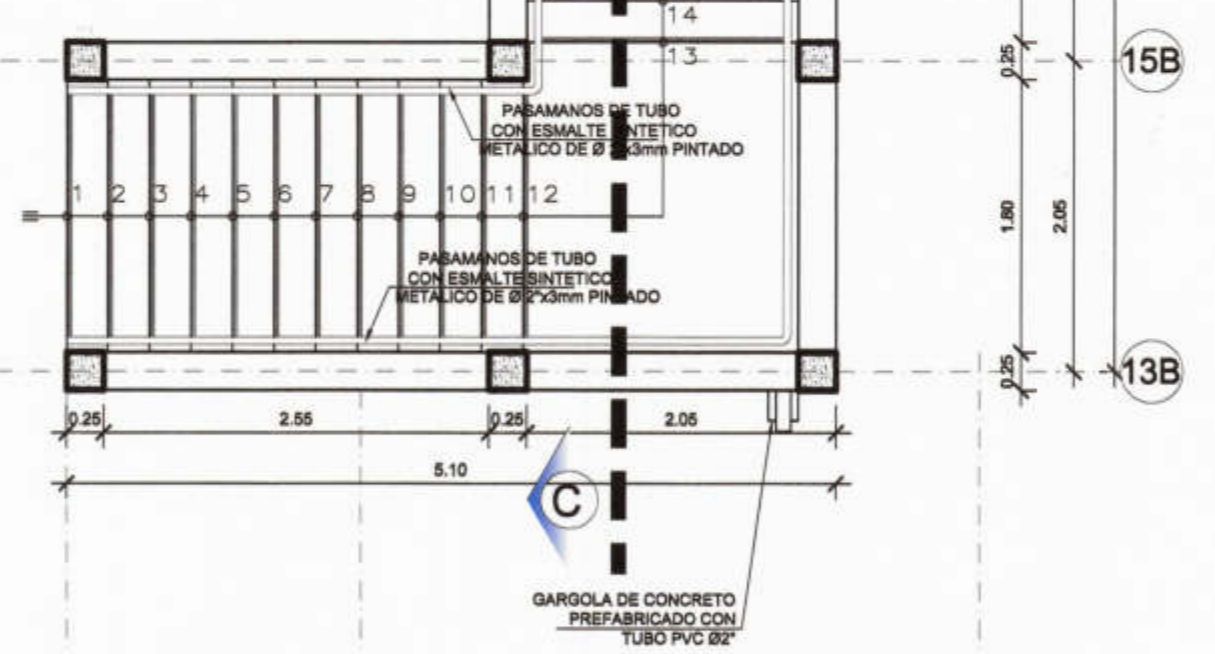 14
13
15B
0.25
PASAMANOS DE TUBO
CON ESMALTE SINTETICO
METALICO DE Ø 2"x3mm PINTADO
1 2 3 4 5 6 7 8 9 10 11 12
1.80
2.05
PASAMANOS DE TUBO
CON ESMALTE SINTETICO
METALICO DE Ø 2"x3mm PINTADO
0.25
13B
0.25
2.55
0.25
2.05
5.10
C
GARGOLA DE CONCRETO
PREFABRICADO CON
TUBO PVC Ø2"